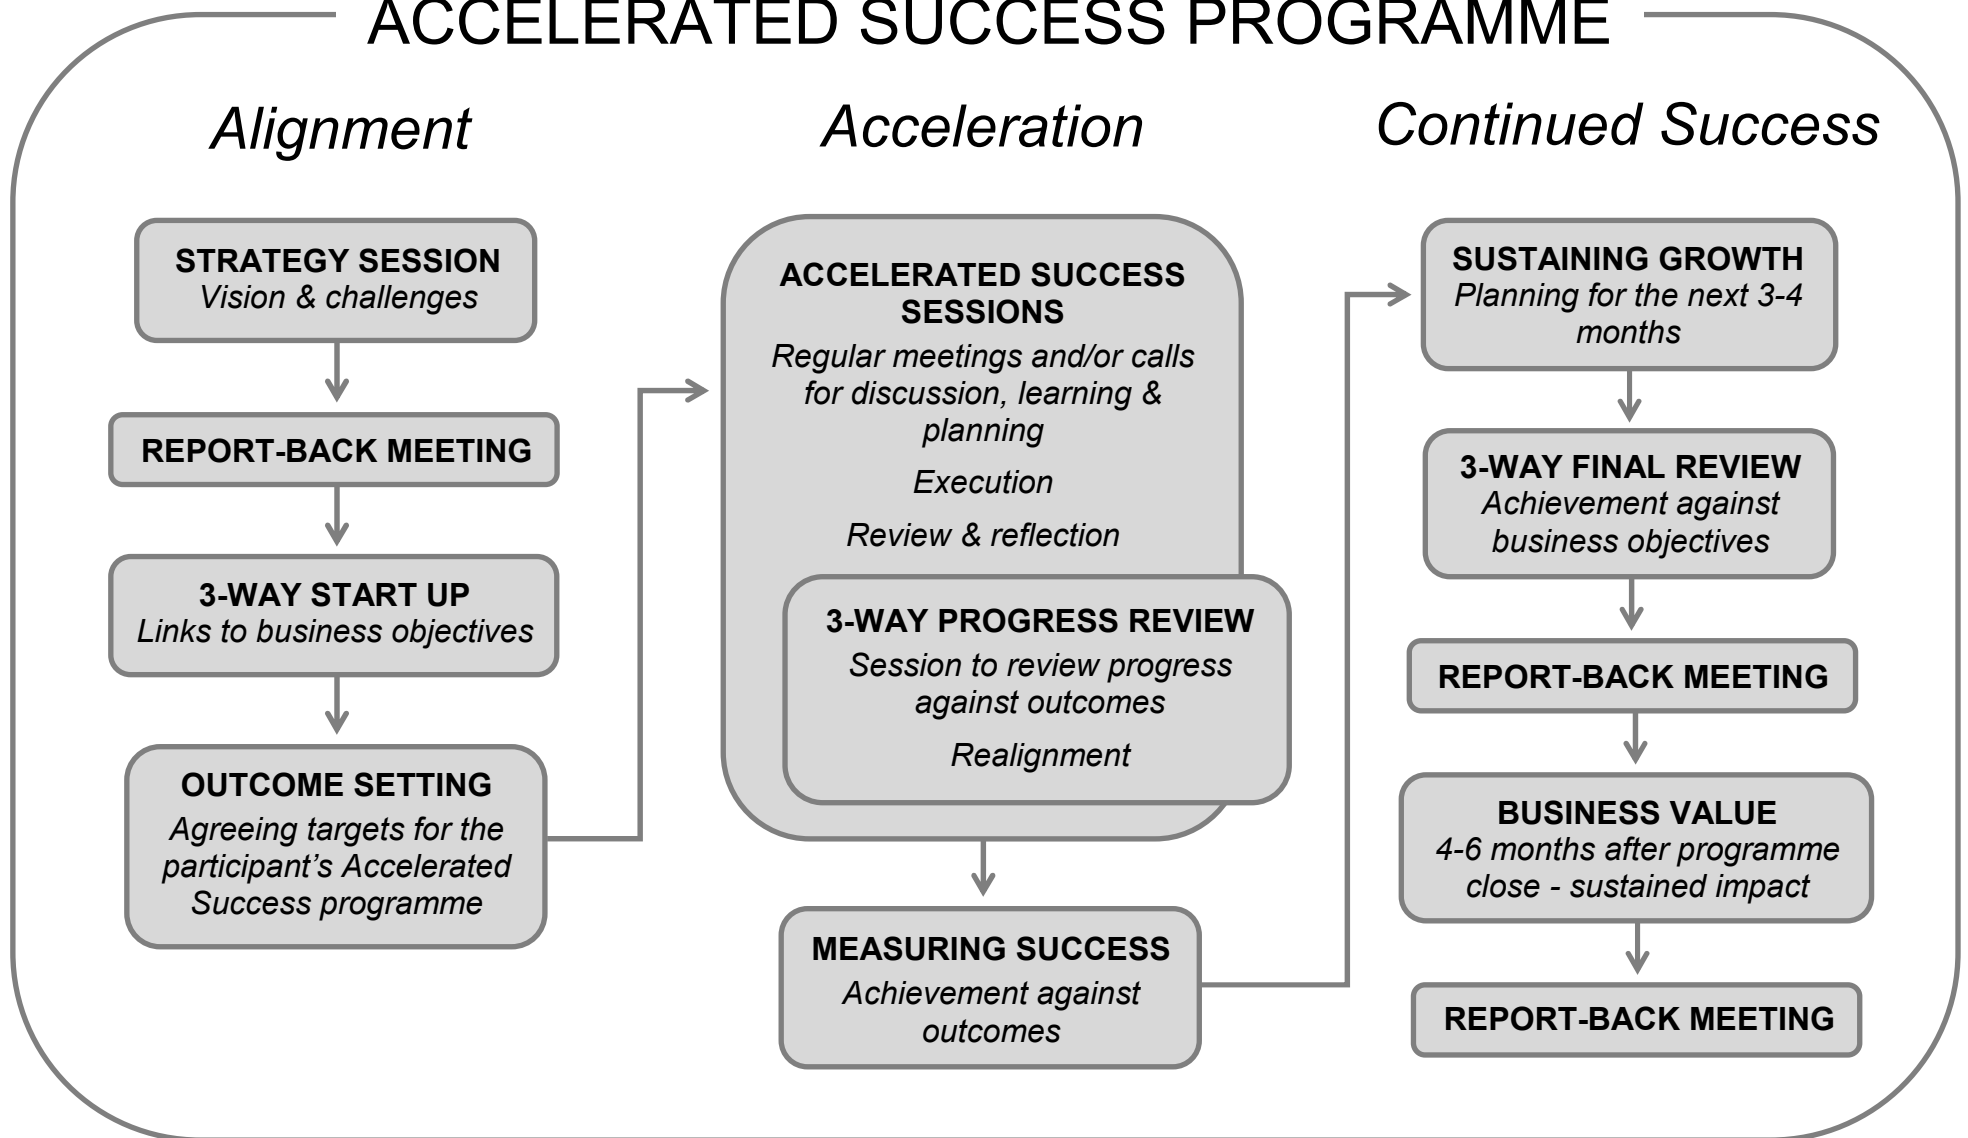 ACCELERATED SUCCESS PROGRAMME
Alignment
STRATEGY SESSION
Vision & challenges
REPORT-BACK MEETING
3-WAY START UP
Links to business objectives
OUTCOME SETTING
Agreeing targets for the
participant’s Accelerated
Success programme
Acceleration
ACCELERATED SUCCESS
SESSIONS
Regular meetings and/or calls
for discussion, learning &
planning
Execution
Review & reflection
3-WAY PROGRESS REVIEW
Session to review progress
against outcomes
Realignment
MEASURING SUCCESS
Achievement against
outcomes
Continued Success
SUSTAINING GROWTH
Planning for the next 3-4
months
3-WAY FINAL REVIEW
Achievement against
business objectives
REPORT-BACK MEETING
BUSINESS VALUE
4-6 months after programme
close - sustained impact
REPORT-BACK MEETING